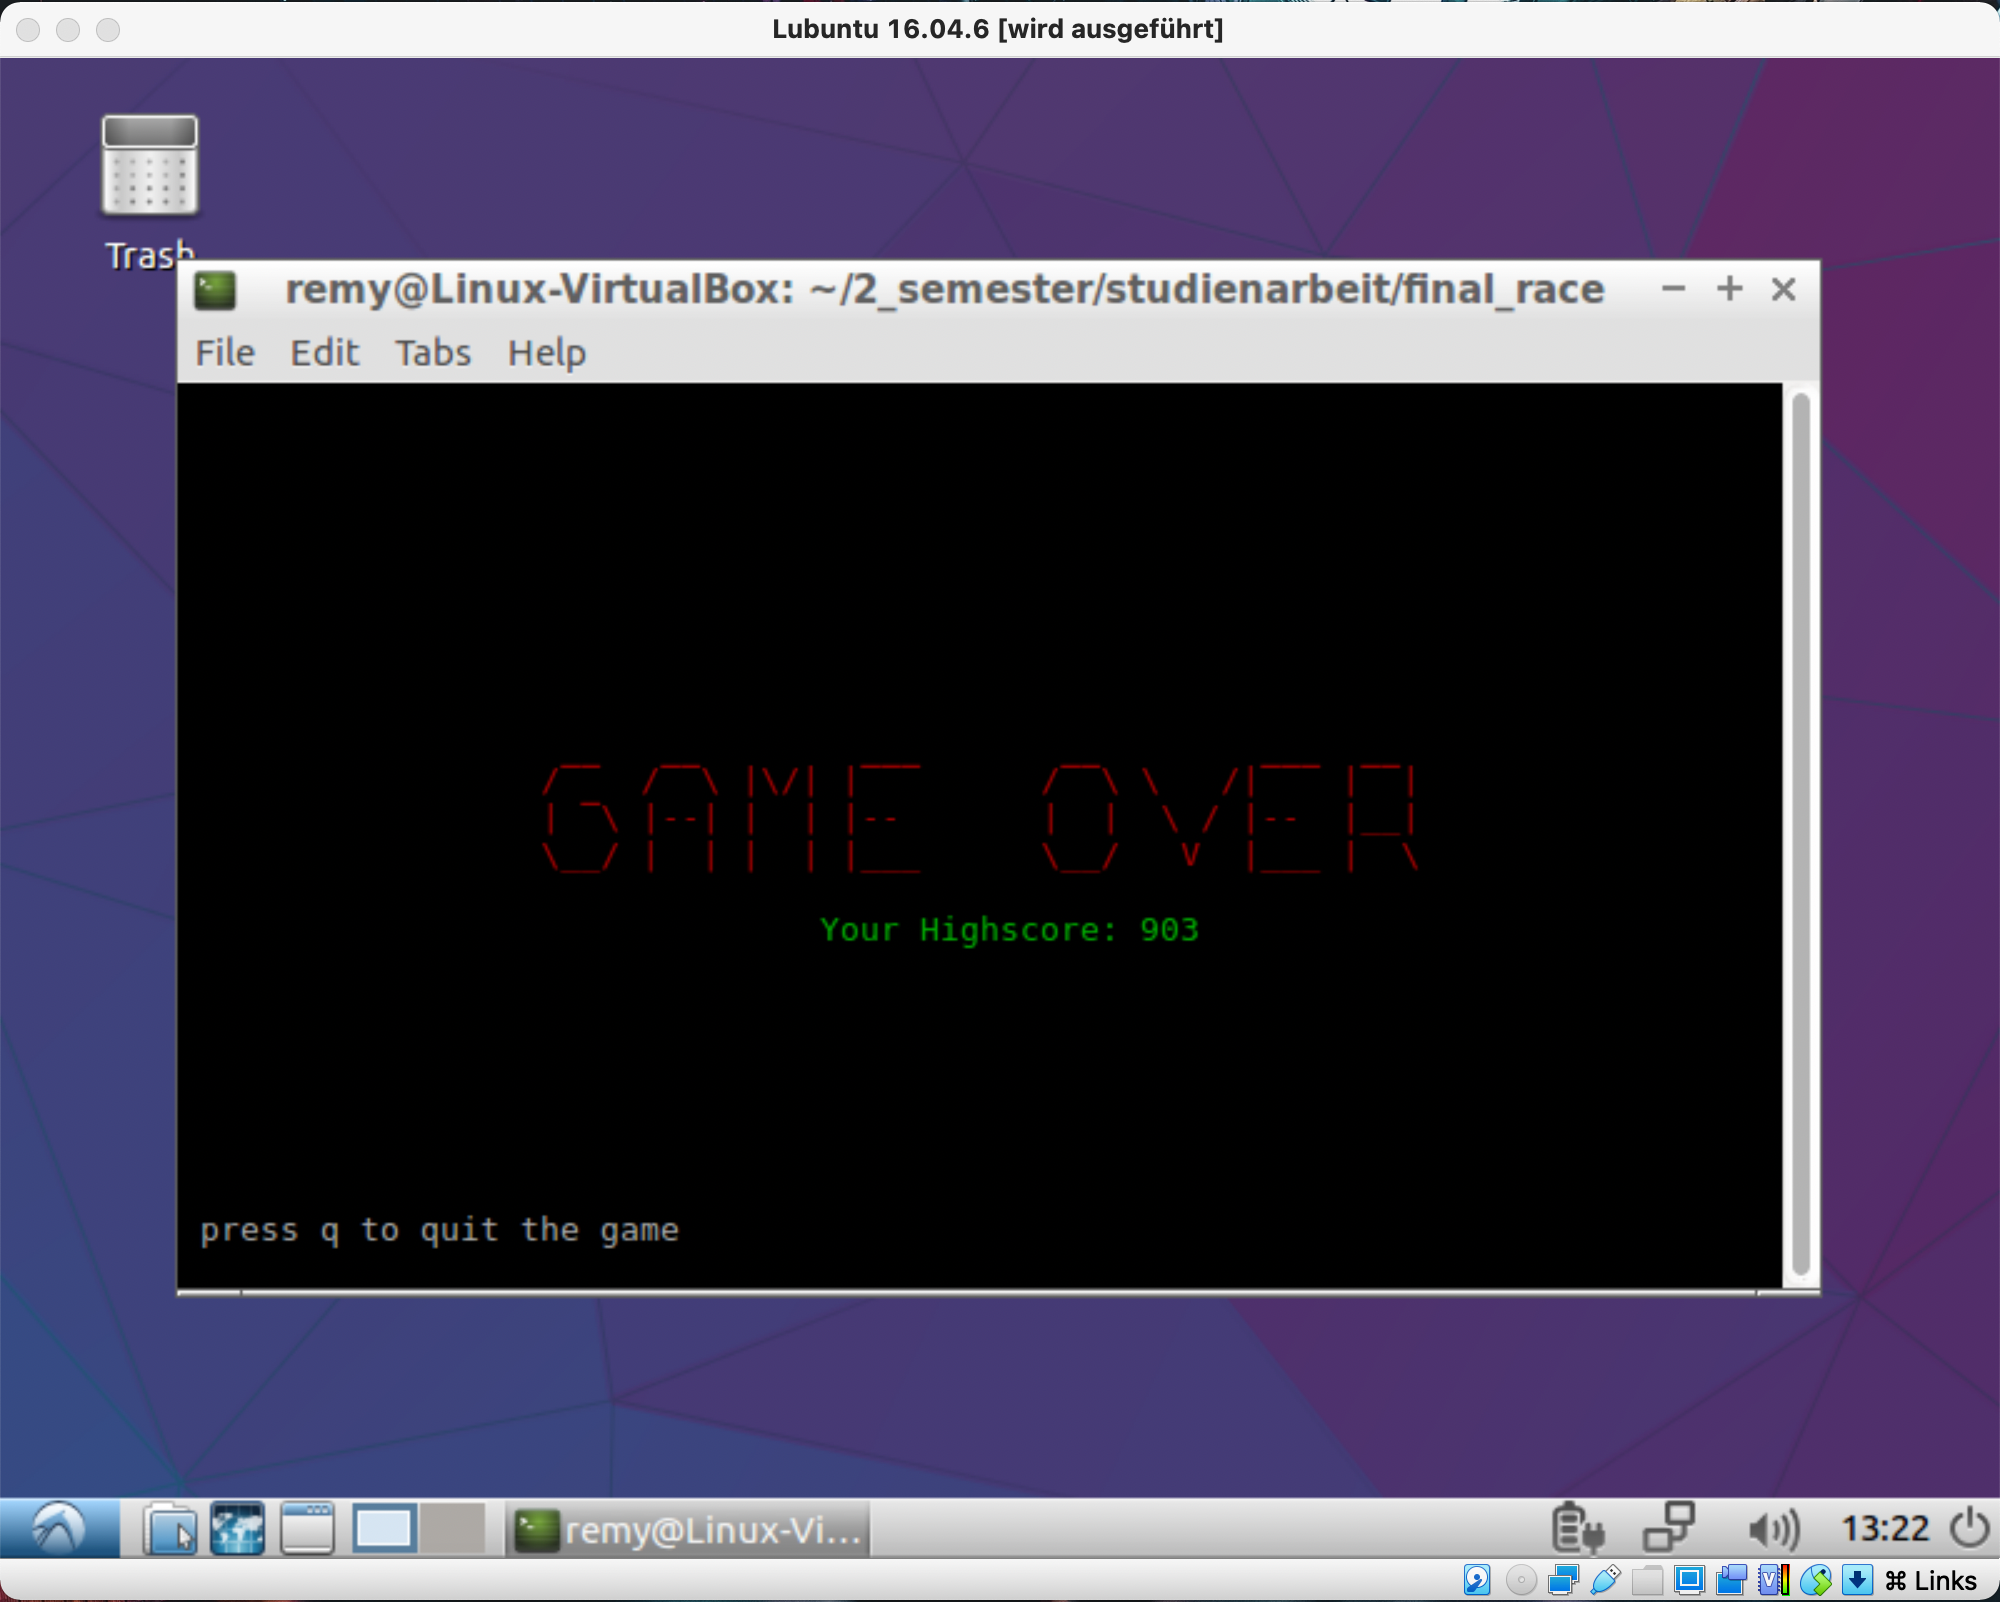 Lubuntu 16.04.6 [wird ausgeführt]
Trash
remy@Linux-VirtualBox: ~/2_semester/studienarbeit/final_race
File Edit Tabs Help
GAME OVER
Your Highscore: 903
press q to quit the game
remy@Linux-Vi...
13:22
⌘ Links